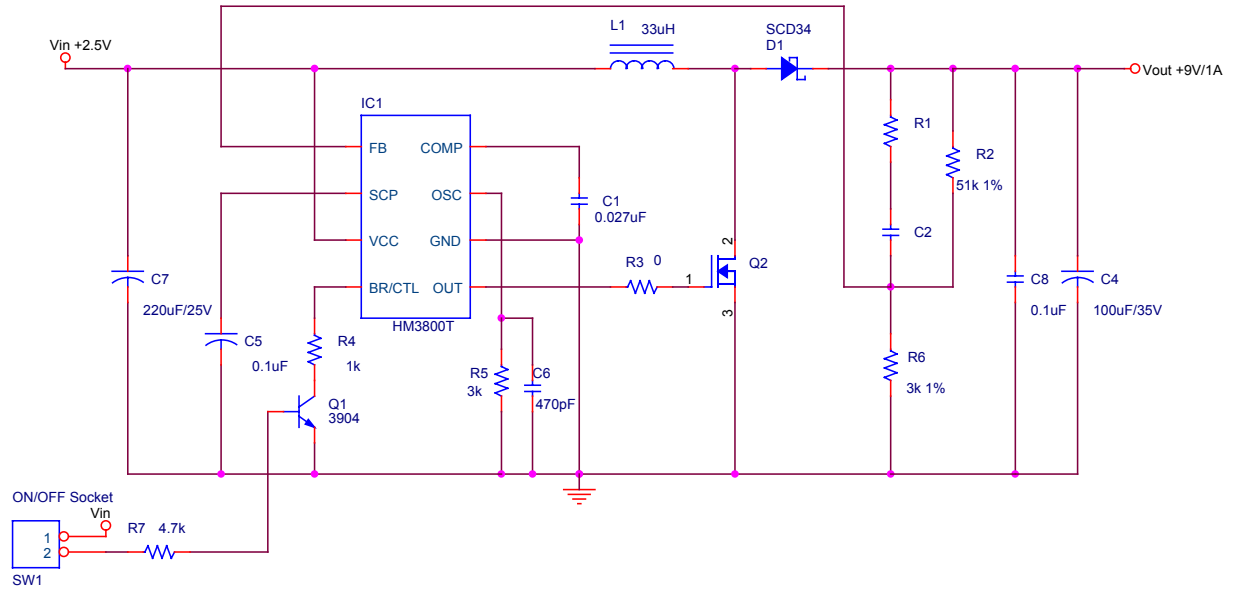 L1 33uH
SCD34
D1
Vin +2.5V
Vout +9V/1A
IC1
FB COMP
SCP OSC
VCC GND
BR/CTL OUT
HM3800T
R1
R2
51k 1%
C1
0.027uF
C2
R3 0
1
2
3
Q2
C7
220uF/25V
C5
0.1uF
R4
1k
R5
3k
C6
470pF
C8
0.1uF
C4
100uF/35V
R6
3k 1%
Q1
3904
ON/OFF Socket
Vin
R7 4.7k
1
2
SW1